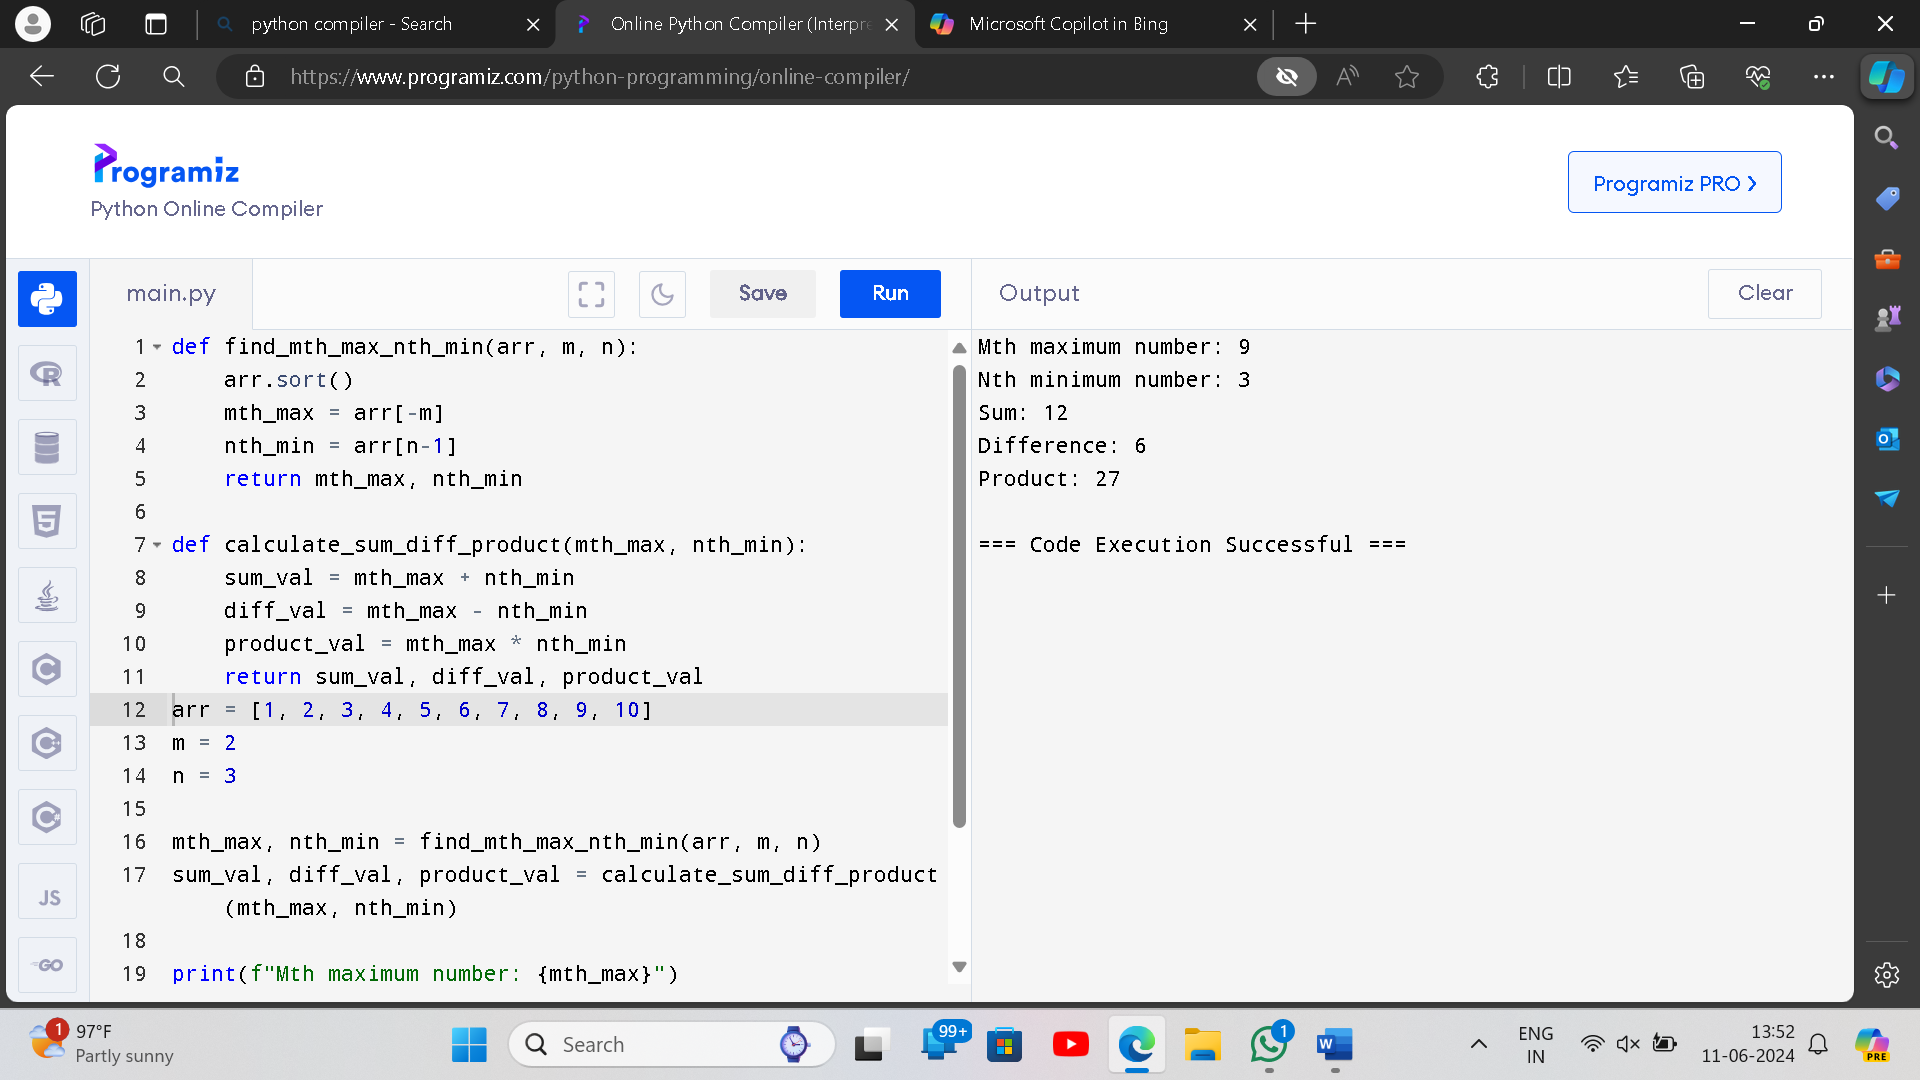 python compiler - Search
Online Python Compiler (Interpre
Microsoft Copilot in Bing
https://www.programiz.com/python-programming/online-compiler/
Programiz
Python Online Compiler
Programiz PRO
main.py
Save
Run
Output
Clear
1 def find_mth_max_nth_min(arr, m, n):
2 arr.sort()
3 mth_max = arr[-m]
4 nth_min = arr[n-1]
5 return mth_max, nth_min
6
7 def calculate_sum_diff_product(mth_max, nth_min):
8 sum_val = mth_max + nth_min
9 diff_val = mth_max - nth_min
10 product_val = mth_max * nth_min
11 return sum_val, diff_val, product_val
12 arr = [1, 2, 3, 4, 5, 6, 7, 8, 9, 10]
13 m = 2
14 n = 3
15
16 mth_max, nth_min = find_mth_max_nth_min(arr, m, n)
17 sum_val, diff_val, product_val = calculate_sum_diff_product
(mth_max, nth_min)
18
19 print(f"Mth maximum number: {mth_max}")
Mth maximum number: 9
Nth minimum number: 3
Sum: 12
Difference: 6
Product: 27
=== Code Execution Successful ===
R
5
C
C++
C#
JS
GO
1
97°F
Partly sunny
Search
99+
1
W
ENG
IN
13:52
11-06-2024
PRE